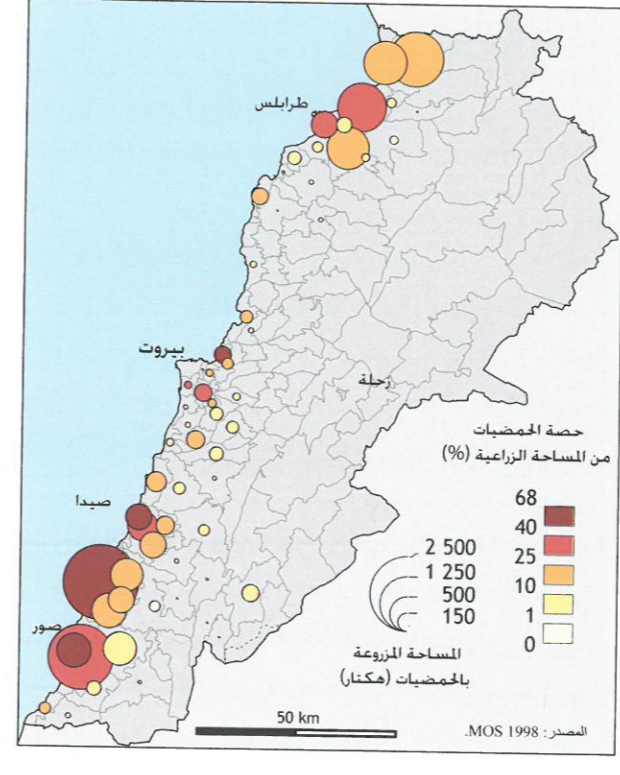 طرابلس
بيروت
زحلة
صيدا
صور
حصة الحمضيات
من المساحة الزراعية (%)
68
40
25
10
1
0
2 500
1 250
500
150
المساحة المزروعة
بالحمضيات (هكتار)
50 km
المصدر: MOS 1998.